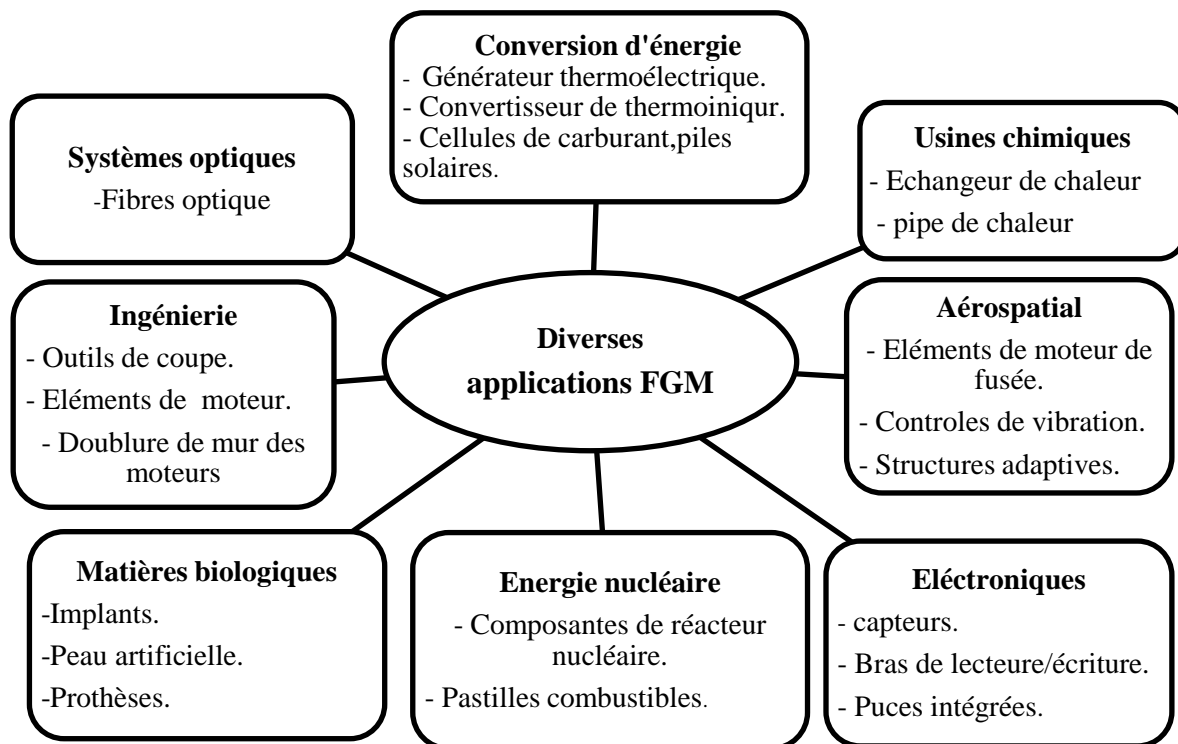 Conversion d'énergie
- Générateur thermoélectrique.
- Convertisseur de thermoiniqur.
- Cellules de carburant,piles
solaires.
Systèmes optiques
-Fibres optique
Usines chimiques
- Echangeur de chaleur
- pipe de chaleur
Ingénierie
- Outils de coupe.
- Eléments de moteur.
- Doublure de mur des
moteurs
Diverses
applications FGM
Aérospatial
- Eléments de moteur de
fusée.
- Controles de vibration.
- Structures adaptives.
Matières biologiques
-Implants.
-Peau artificielle.
-Prothèses.
Energie nucléaire
- Composantes de réacteur
nucléaire.
- Pastilles combustibles.
Eléctroniques
- capteurs.
- Bras de lecteure/écriture.
- Puces intégrées.